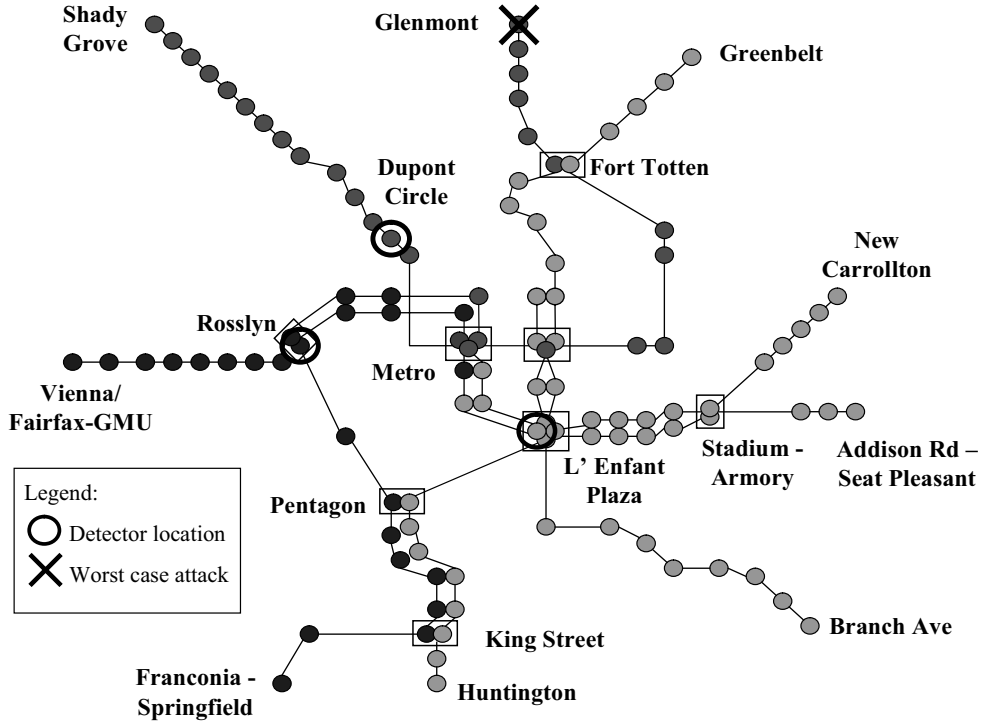 Shady
Grove
Glenmont
Greenbelt
Dupont
Circle
Fort Totten
New
Carrollton
Rosslyn
Metro
Vienna/
Fairfax-GMU
L' Enfant
Plaza
Stadium -
Armory
Addison Rd –
Seat Pleasant
Pentagon
Legend:
Detector location
Worst case attack
King Street
Branch Ave
Franconia -
Springfield
Huntington